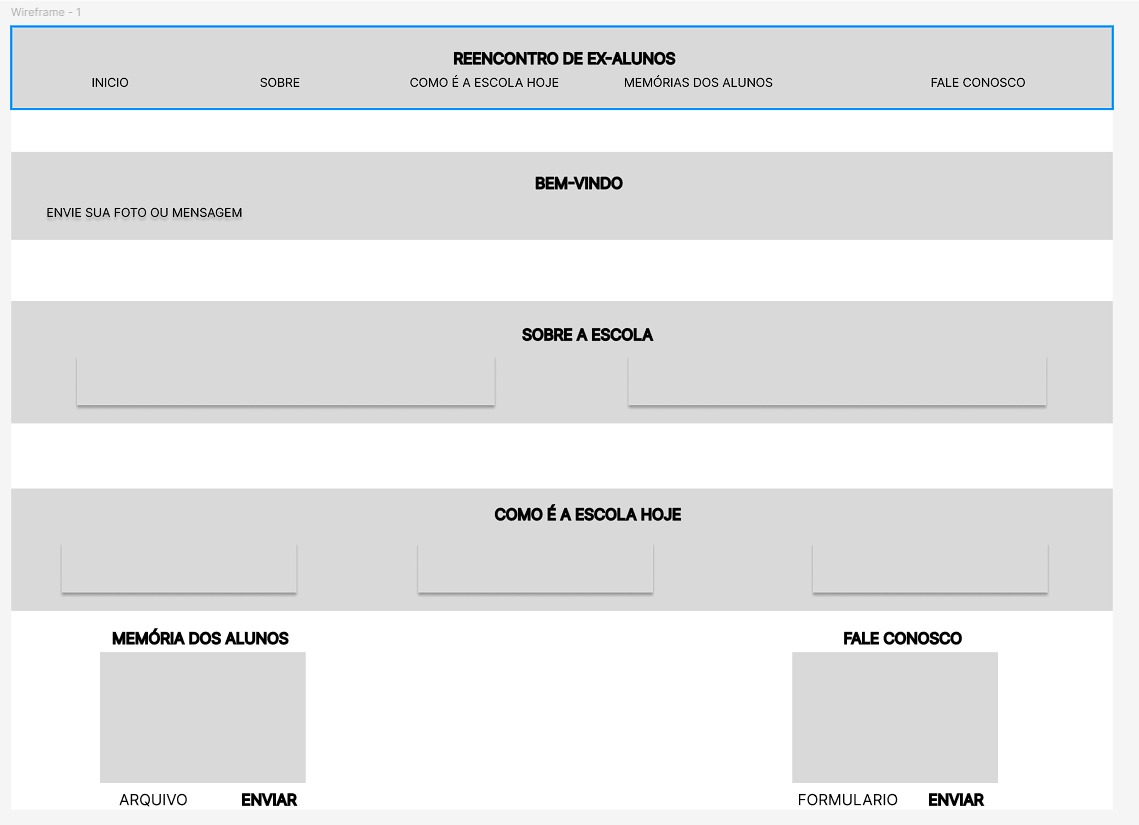 Wireframe - 1
REENCONTRO DE EX-ALUNOS
INICIO SOBRE COMO É A ESCOLA HOJE MEMÓRIAS DOS ALUNOS FALE CONOSCO
BEM-VINDO
ENVIE SUA FOTO OU MENSAGEM
SOBRE A ESCOLA
COMO É A ESCOLA HOJE
MEMÓRIA DOS ALUNOS FALE CONOSCO
ARQUIVO ENVIAR FORMULARIO ENVIAR